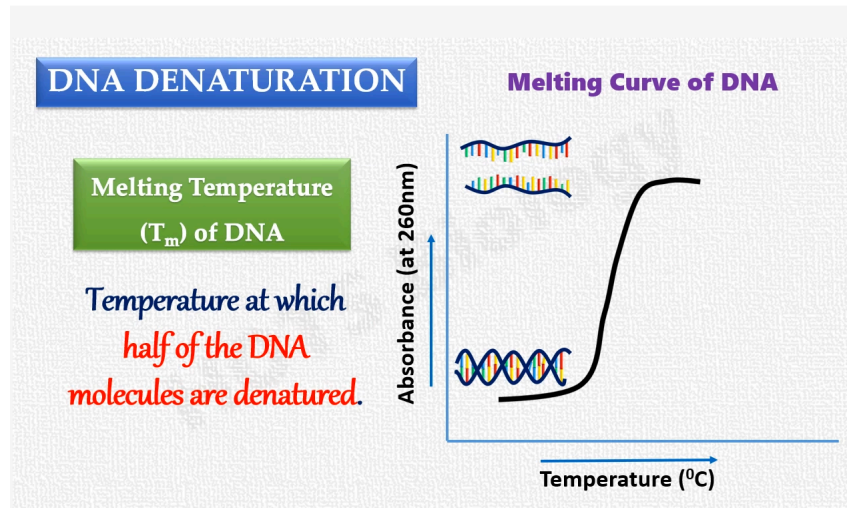 DNA DENATURATION
Melting Curve of DNA
Melting Temperature
(Tₘ) of DNA
Temperature at which
half of the DNA
molecules are denatured.
Absorbance (at 260nm)
Temperature (⁰C)